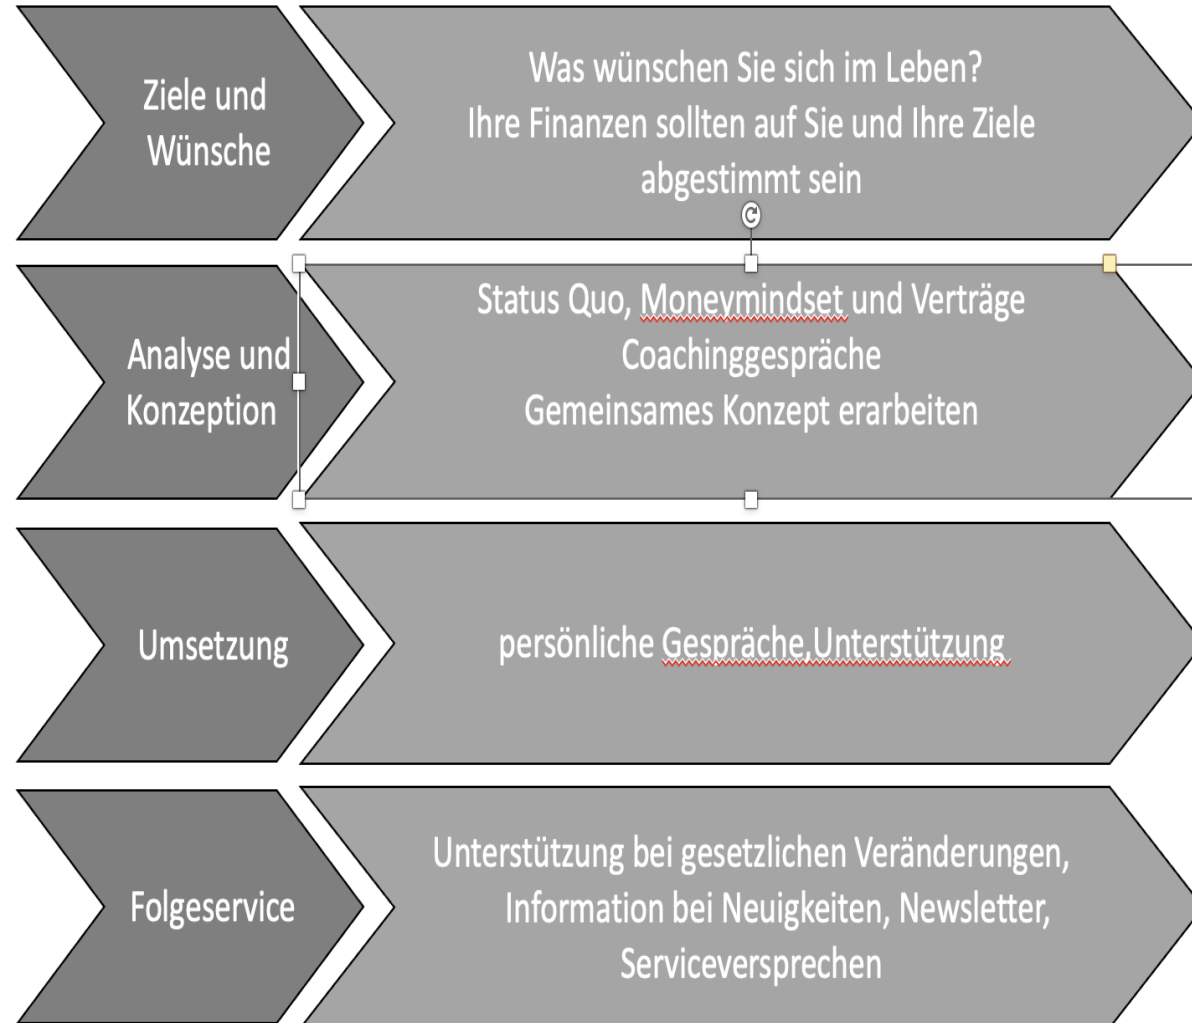 Ziele und
Wünsche
Was wünschen Sie sich im Leben?
Ihre Finanzen sollten auf Sie und Ihre Ziele
abgestimmt sein
Analyse und
Konzeption
Status Quo, Moneymindset und Verträge
Coachinggespräche
Gemeinsames Konzept erarbeiten
Umsetzung
persönliche Gespräche,Unterstützung
Folgeservice
Unterstützung bei gesetzlichen Veränderungen,
Information bei Neuigkeiten, Newsletter,
Serviceversprechen